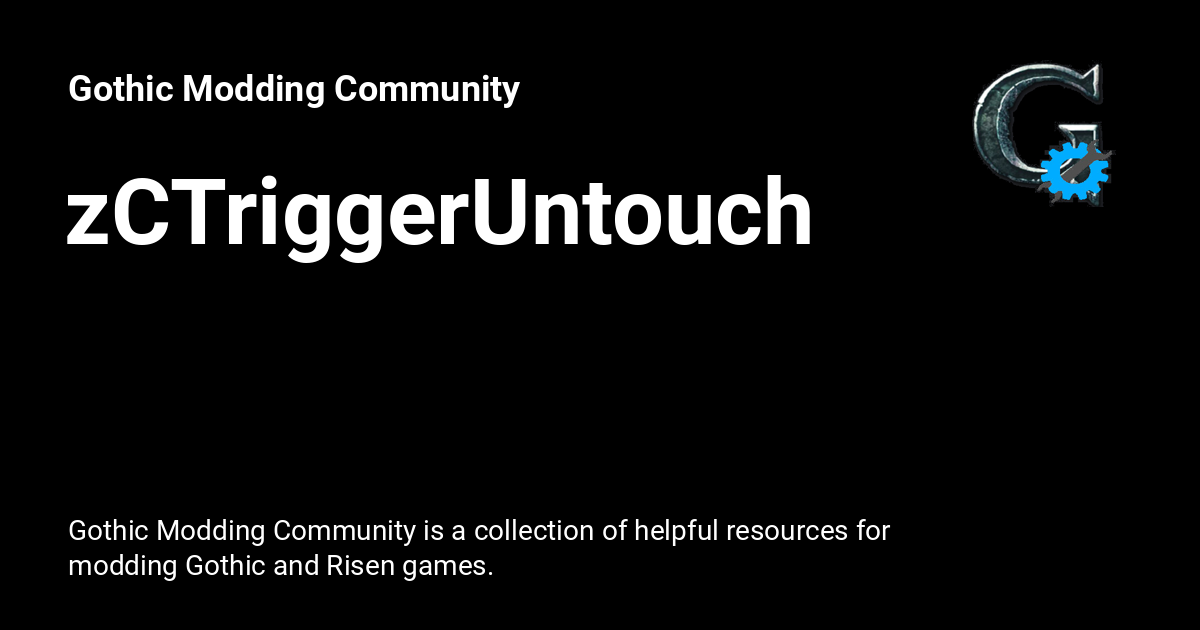 Gothic Modding Community
zCTriggerUntouch
Gothic Modding Community is a collection of helpful resources for
modding Gothic and Risen games.